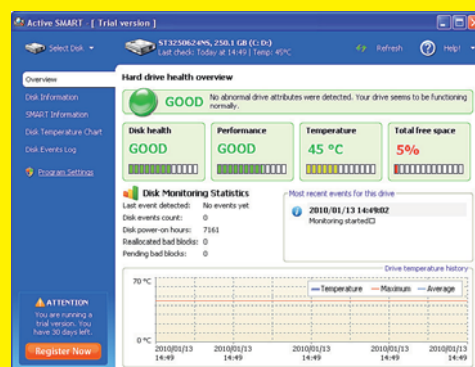 Active SMART - [ Trial version ]
Select Disk
ST3250624NS, 250.1 GB (C: D:)
Last check: Today at 14:49 | Temp: 45°C
Refresh
Help!
Overview
Disk Information
SMART Information
Disk Temperature Chart
Disk Events Log
Program Settings
Hard drive health overview
GOOD
No abnormal drive attributes were detected. Your drive seems to be functioning
normally.
Disk health
GOOD
Performance
GOOD
Temperature
45 °C
Total free space
5%
Disk Monitoring Statistics
Last event detected: No events yet
Disk events count: 0
Disk power-on hours: 7161
Reallocated bad blocks: 0
Pending bad blocks: 0
Most recent events for this drive
2010/01/13 14:49:02
Monitoring started
Drive temperature history
70 °C
Temperature Maximum Average
0 °C
2010/01/13 2010/01/13 2010/01/13 2010/01/13 2010/01/13
14:49 14:49 14:49 14:49 14:49
ATTENTION
You are running a
trial version. You
have 30 days left.
Register Now